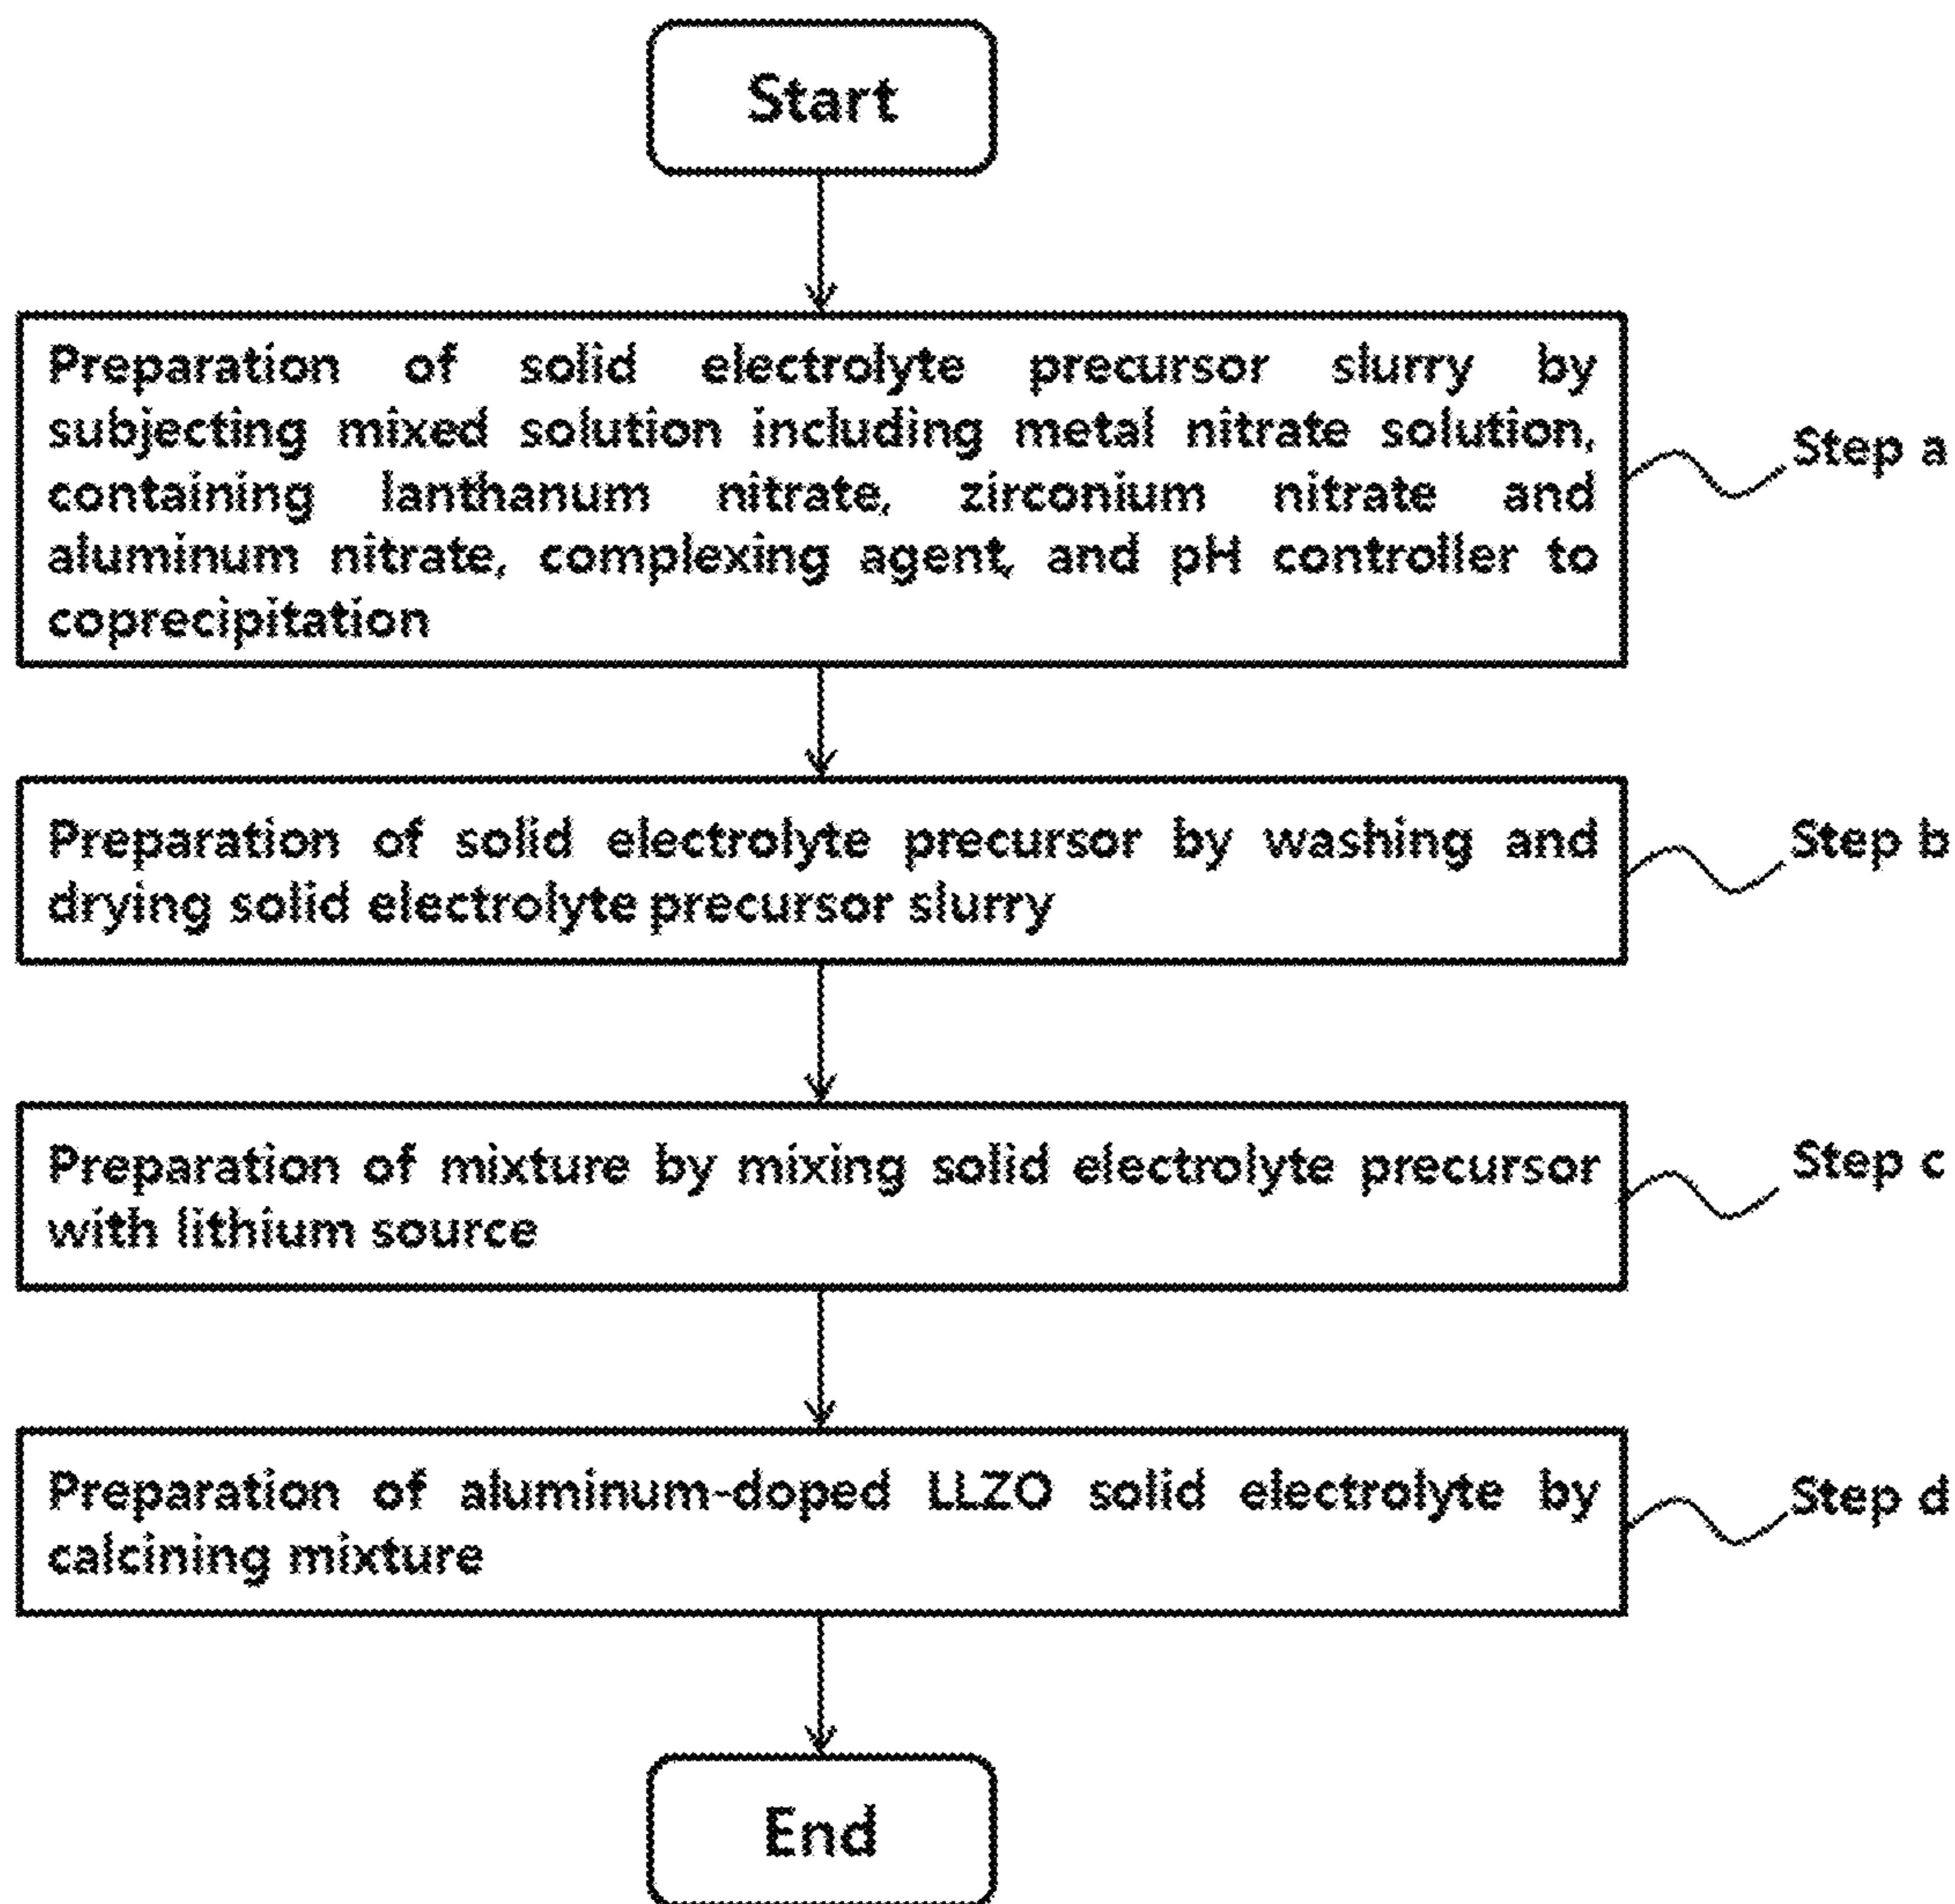 Start
Preparation of solid electrolyte precursor slurry by
subjecting mixed solution including metal nitrate solution,
containing lanthanum nitrate, zirconium nitrate and
aluminum nitrate, complexing agent, and pH controller to
coprecipitation
Step a
Preparation of solid electrolyte precursor by washing and
drying solid electrolyte precursor slurry
Step b
Preparation of mixture by mixing solid electrolyte precursor
with lithium source
Step c
Preparation of aluminum-doped LLZO solid electrolyte by
calcining mixture
Step d
End